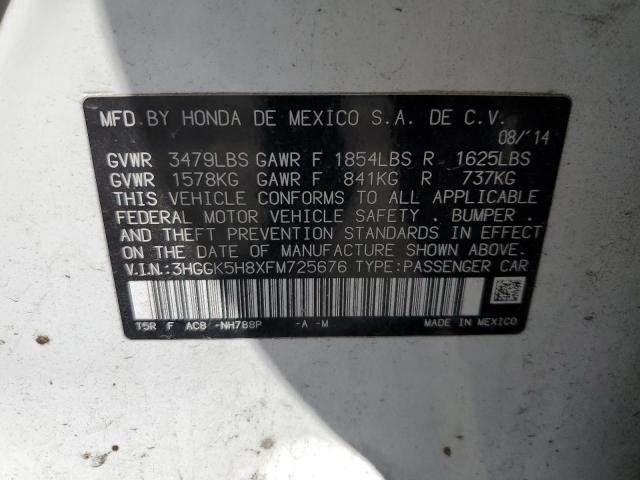 MFD.BY HONDA DE MEXICO S.A. DE C.V.
08/'14
GVWR 3479LBS GAWR F 1854LBS R 1625LBS
GVWR 1578KG GAWR F 841KG R 737KG
THIS VEHICLE CONFORMS TO ALL APPLICABLE
FEDERAL MOTOR VEHICLE SAFETY . BUMPER .
AND THEFT PREVENTION STANDARDS IN EFFECT
ON THE DATE OF MANUFACTURE SHOWN ABOVE.
V.I.N.:3HGGK5H8XFM725676 TYPE:PASSENGER CAR
T5R F AC8 -NH788P -A -M MADE IN MEXICO